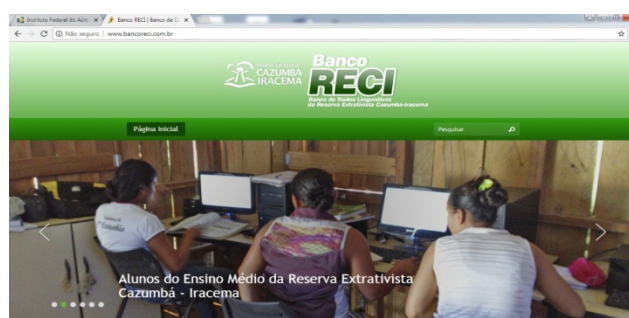 Instituto Federal do Acre
Banco RECI | Banco de D
Não seguro | www.bancoreci.com.br
CAZUMBÁ
IRACEMA
Banco
RECI
Banco de Dados Linguísticos
da Reserva Extrativista Cazumbá-Iracema
Página Inicial
Pesquisar
Alunos do Ensino Médio da Reserva Extrativista
Cazumbá - Iracema